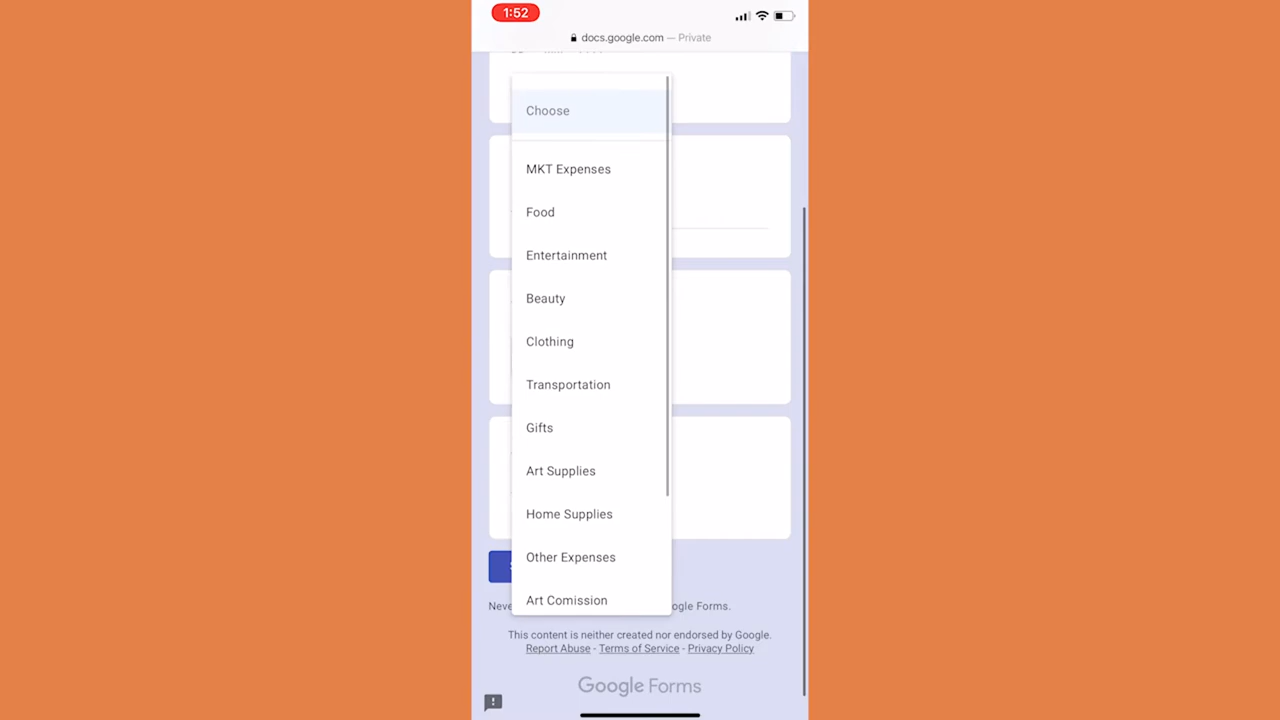 1:52
docs.google.com — Private
Choose
MKT Expenses
Food
Entertainment
Beauty
Clothing
Transportation
Gifts
Art Supplies
Home Supplies
Other Expenses
Art Comission
Forms.
This content is neither created nor endorsed by Google.
Report Abuse - Terms of Service - Privacy Policy
Google Forms